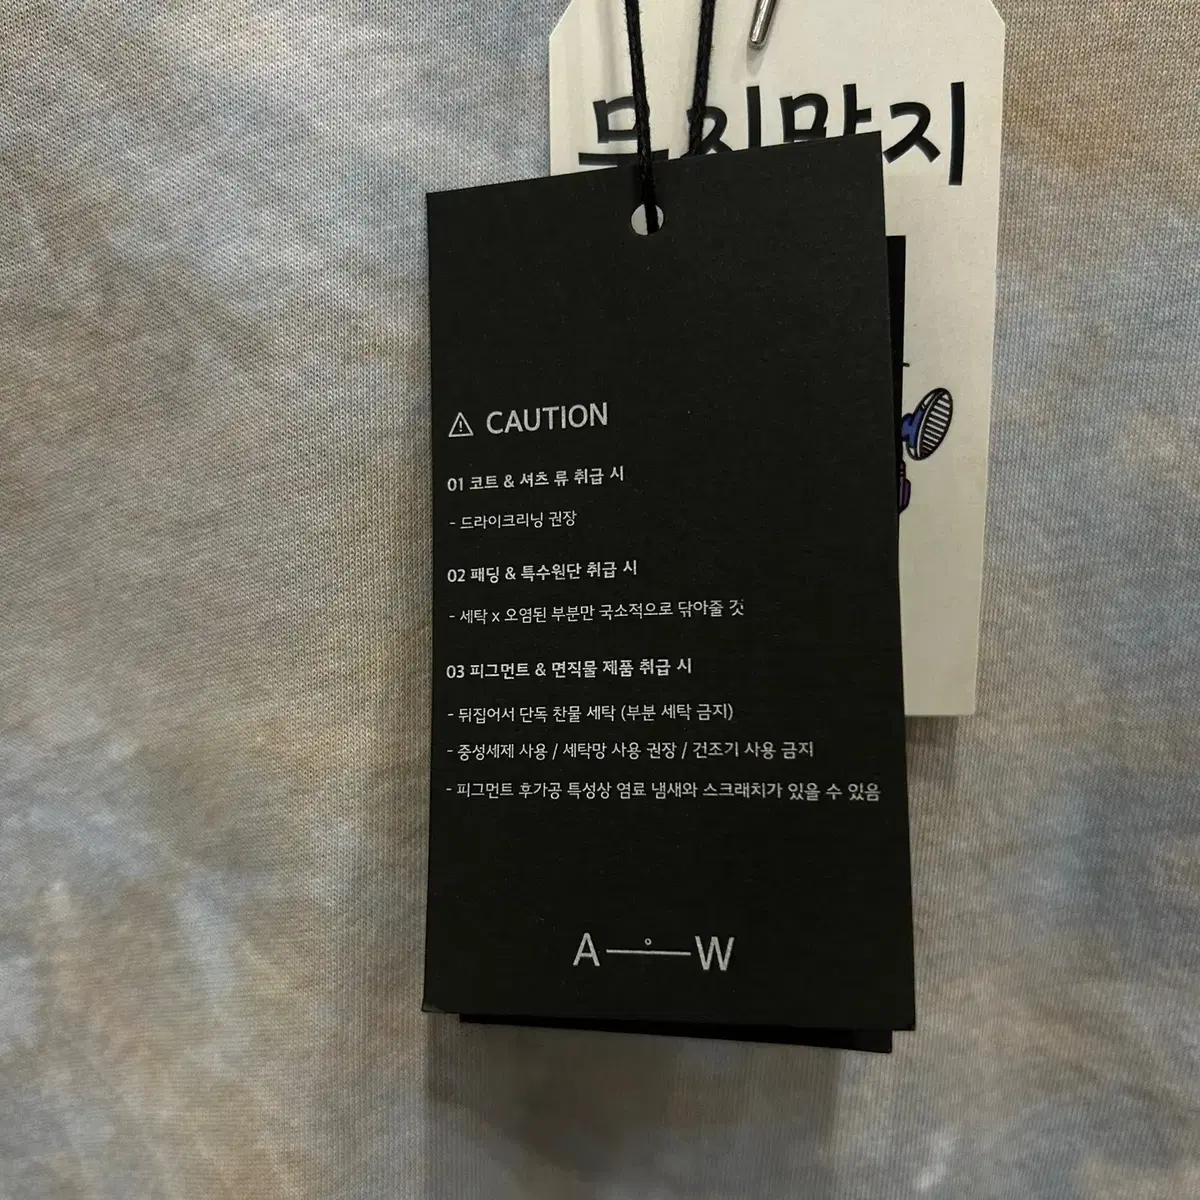 ⚠ CAUTION
01 코트 & 셔츠 류 취급 시
- 드라이크리닝 권장
02 패딩 & 특수원단 취급 시
- 세탁 x 오염된 부분만 국소적으로 닦아줄 것
03 피그먼트 & 면직물 제품 취급 시
- 뒤집어서 단독 찬물 세탁 (부분 세탁 금지)
- 중성세제 사용 / 세탁망 사용 권장 / 건조기 사용 금지
- 피그먼트 후가공 특성상 염료 냄새와 스크래치가 있을 수 있음
A W